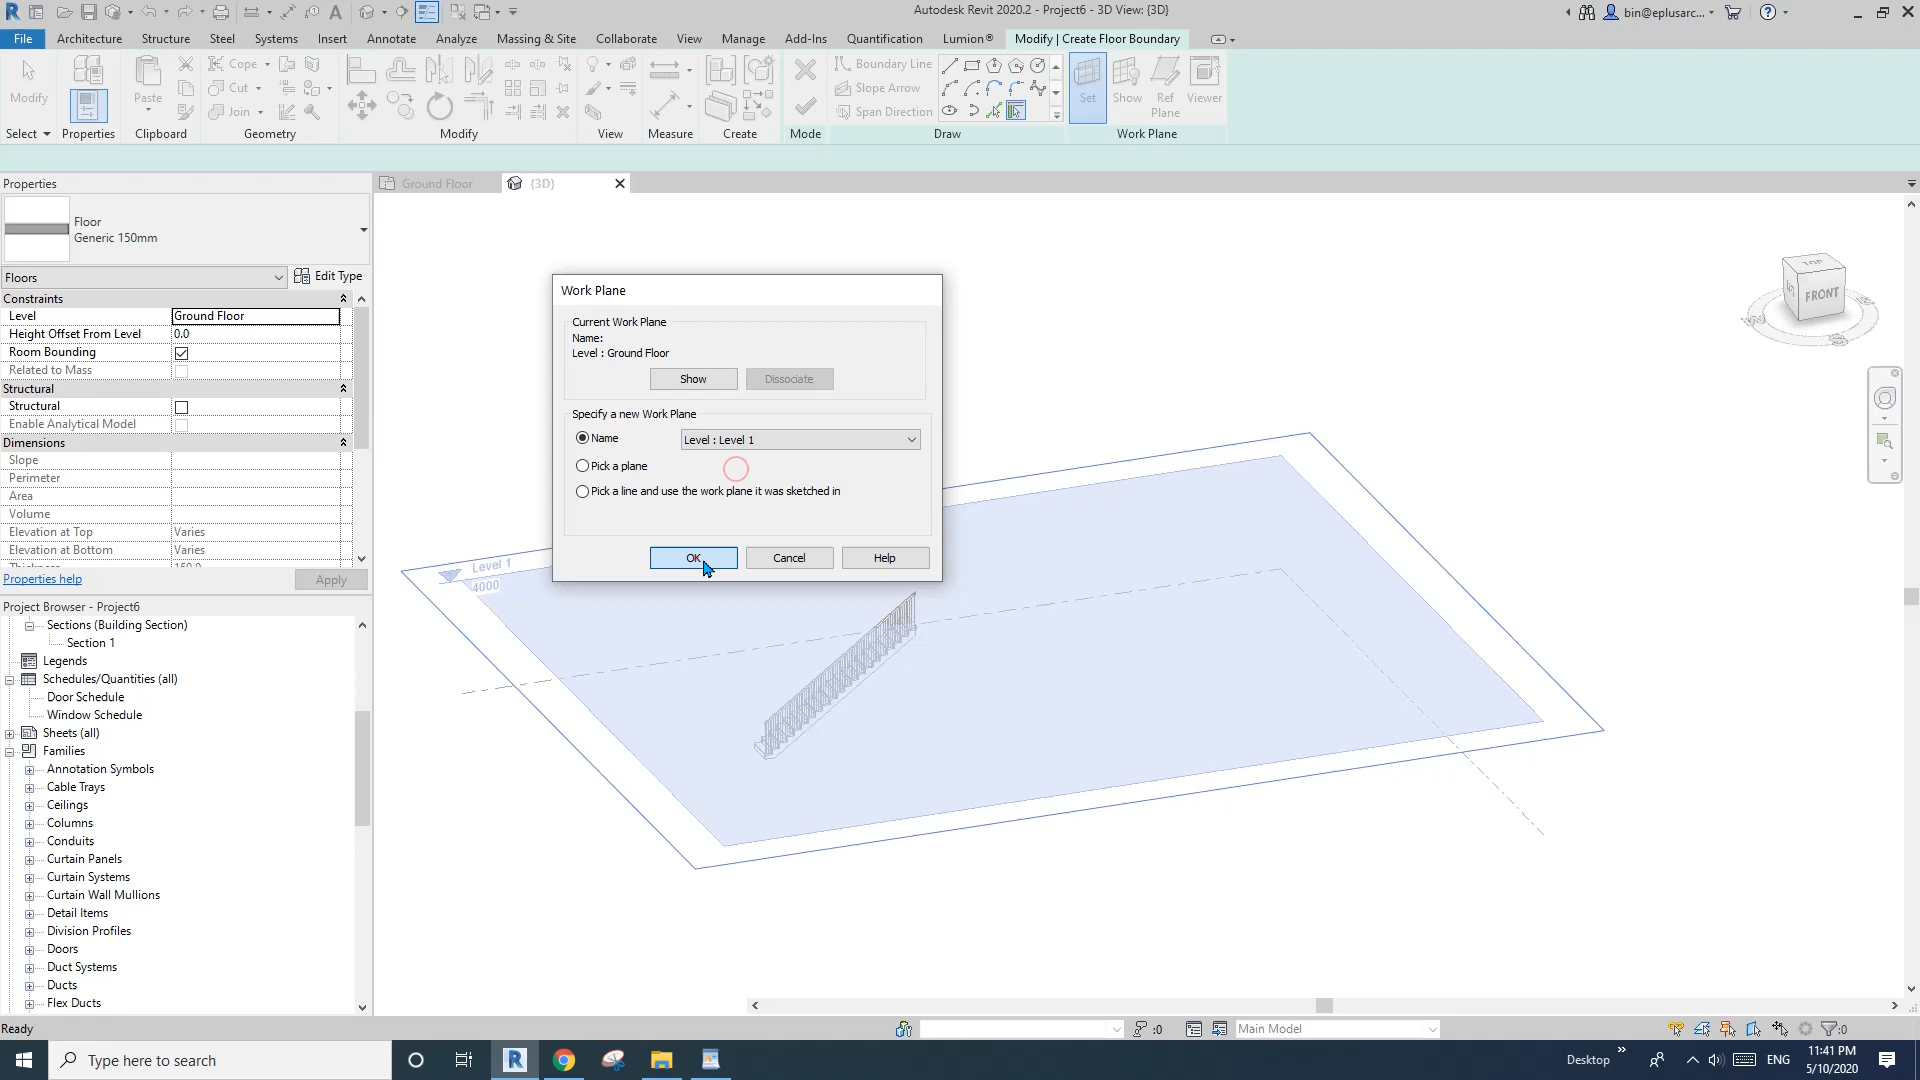 Autodesk Revit 2020.2 - Project6 - 3D View: {3D}
bin@eplusarc...
File Architecture Structure Steel Systems Insert Annotate Analyze Massing & Site Collaborate View Manage Add-Ins Quantification Lumion® Modify | Create Floor Boundary
Modify
Paste
Cope
Cut
Join
Boundary Line
Slope Arrow
Span Direction
Set
Show
Ref
Plane
Viewer
Select Properties Clipboard Geometry Modify View Measure Create Mode Draw Work Plane
Properties
Floor
Generic 150mm
Floors
Edit Type
Constraints
Level Ground Floor
Height Offset From Level 0.0
Room Bounding
Related to Mass
Structural
Structural
Enable Analytical Model
Dimensions
Slope
Perimeter
Area
Volume
Elevation at Top Varies
Elevation at Bottom Varies
Thickness 150.0
Properties help
Apply
Project Browser - Project6
Sections (Building Section)
Section 1
Legends
Schedules/Quantities (all)
Door Schedule
Window Schedule
Sheets (all)
Families
Annotation Symbols
Cable Trays
Ceilings
Columns
Conduits
Curtain Panels
Curtain Systems
Curtain Wall Mullions
Detail Items
Division Profiles
Doors
Duct Systems
Ducts
Flex Ducts
Ground Floor
{3D}
TOP
FRONT
Level 1
4000
Work Plane
Current Work Plane
Name:
Level : Ground Floor
Show
Dissociate
Specify a new Work Plane
Name
Level : Level 1
Pick a plane
Pick a line and use the work plane it was sketched in
OK
Cancel
Help
Ready
:0
Main Model
:0
Type here to search
Desktop
ENG
11:41 PM
5/10/2020